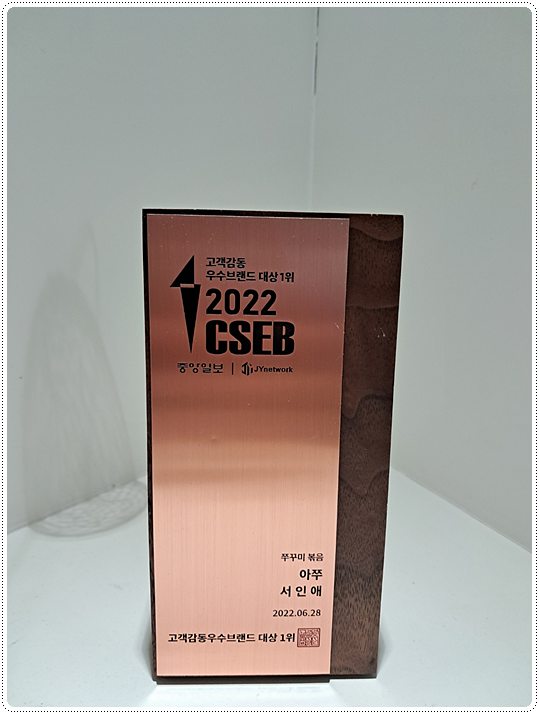 고객감동
우수브랜드 대상 1위
2022
CSEB
중앙일보 | JYnetwork
쭈꾸미 볶음
아쭈
서인애
2022.06.28
고객감동우수브랜드 대상 1위